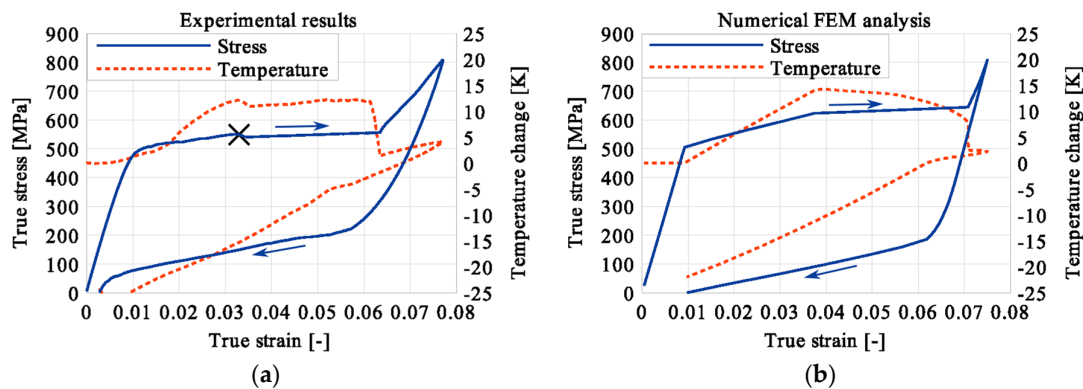 Experimental results
900
800
700
600
500
400
300
200
100
0
True stress [MPa]
Stress
Temperature
25
20
15
10
5
0
-5
-10
-15
-20
-25
Temperature change [K]
0 0.01 0.02 0.03 0.04 0.05 0.06 0.07 0.08
True strain [-]
(a)
Numerical FEM analysis
900
800
700
600
500
400
300
200
100
0
True stress [MPa]
Stress
Temperature
25
20
15
10
5
0
-5
-10
-15
-20
-25
Temperature change [K]
0 0.01 0.02 0.03 0.04 0.05 0.06 0.07 0.08
True strain [-]
(b)